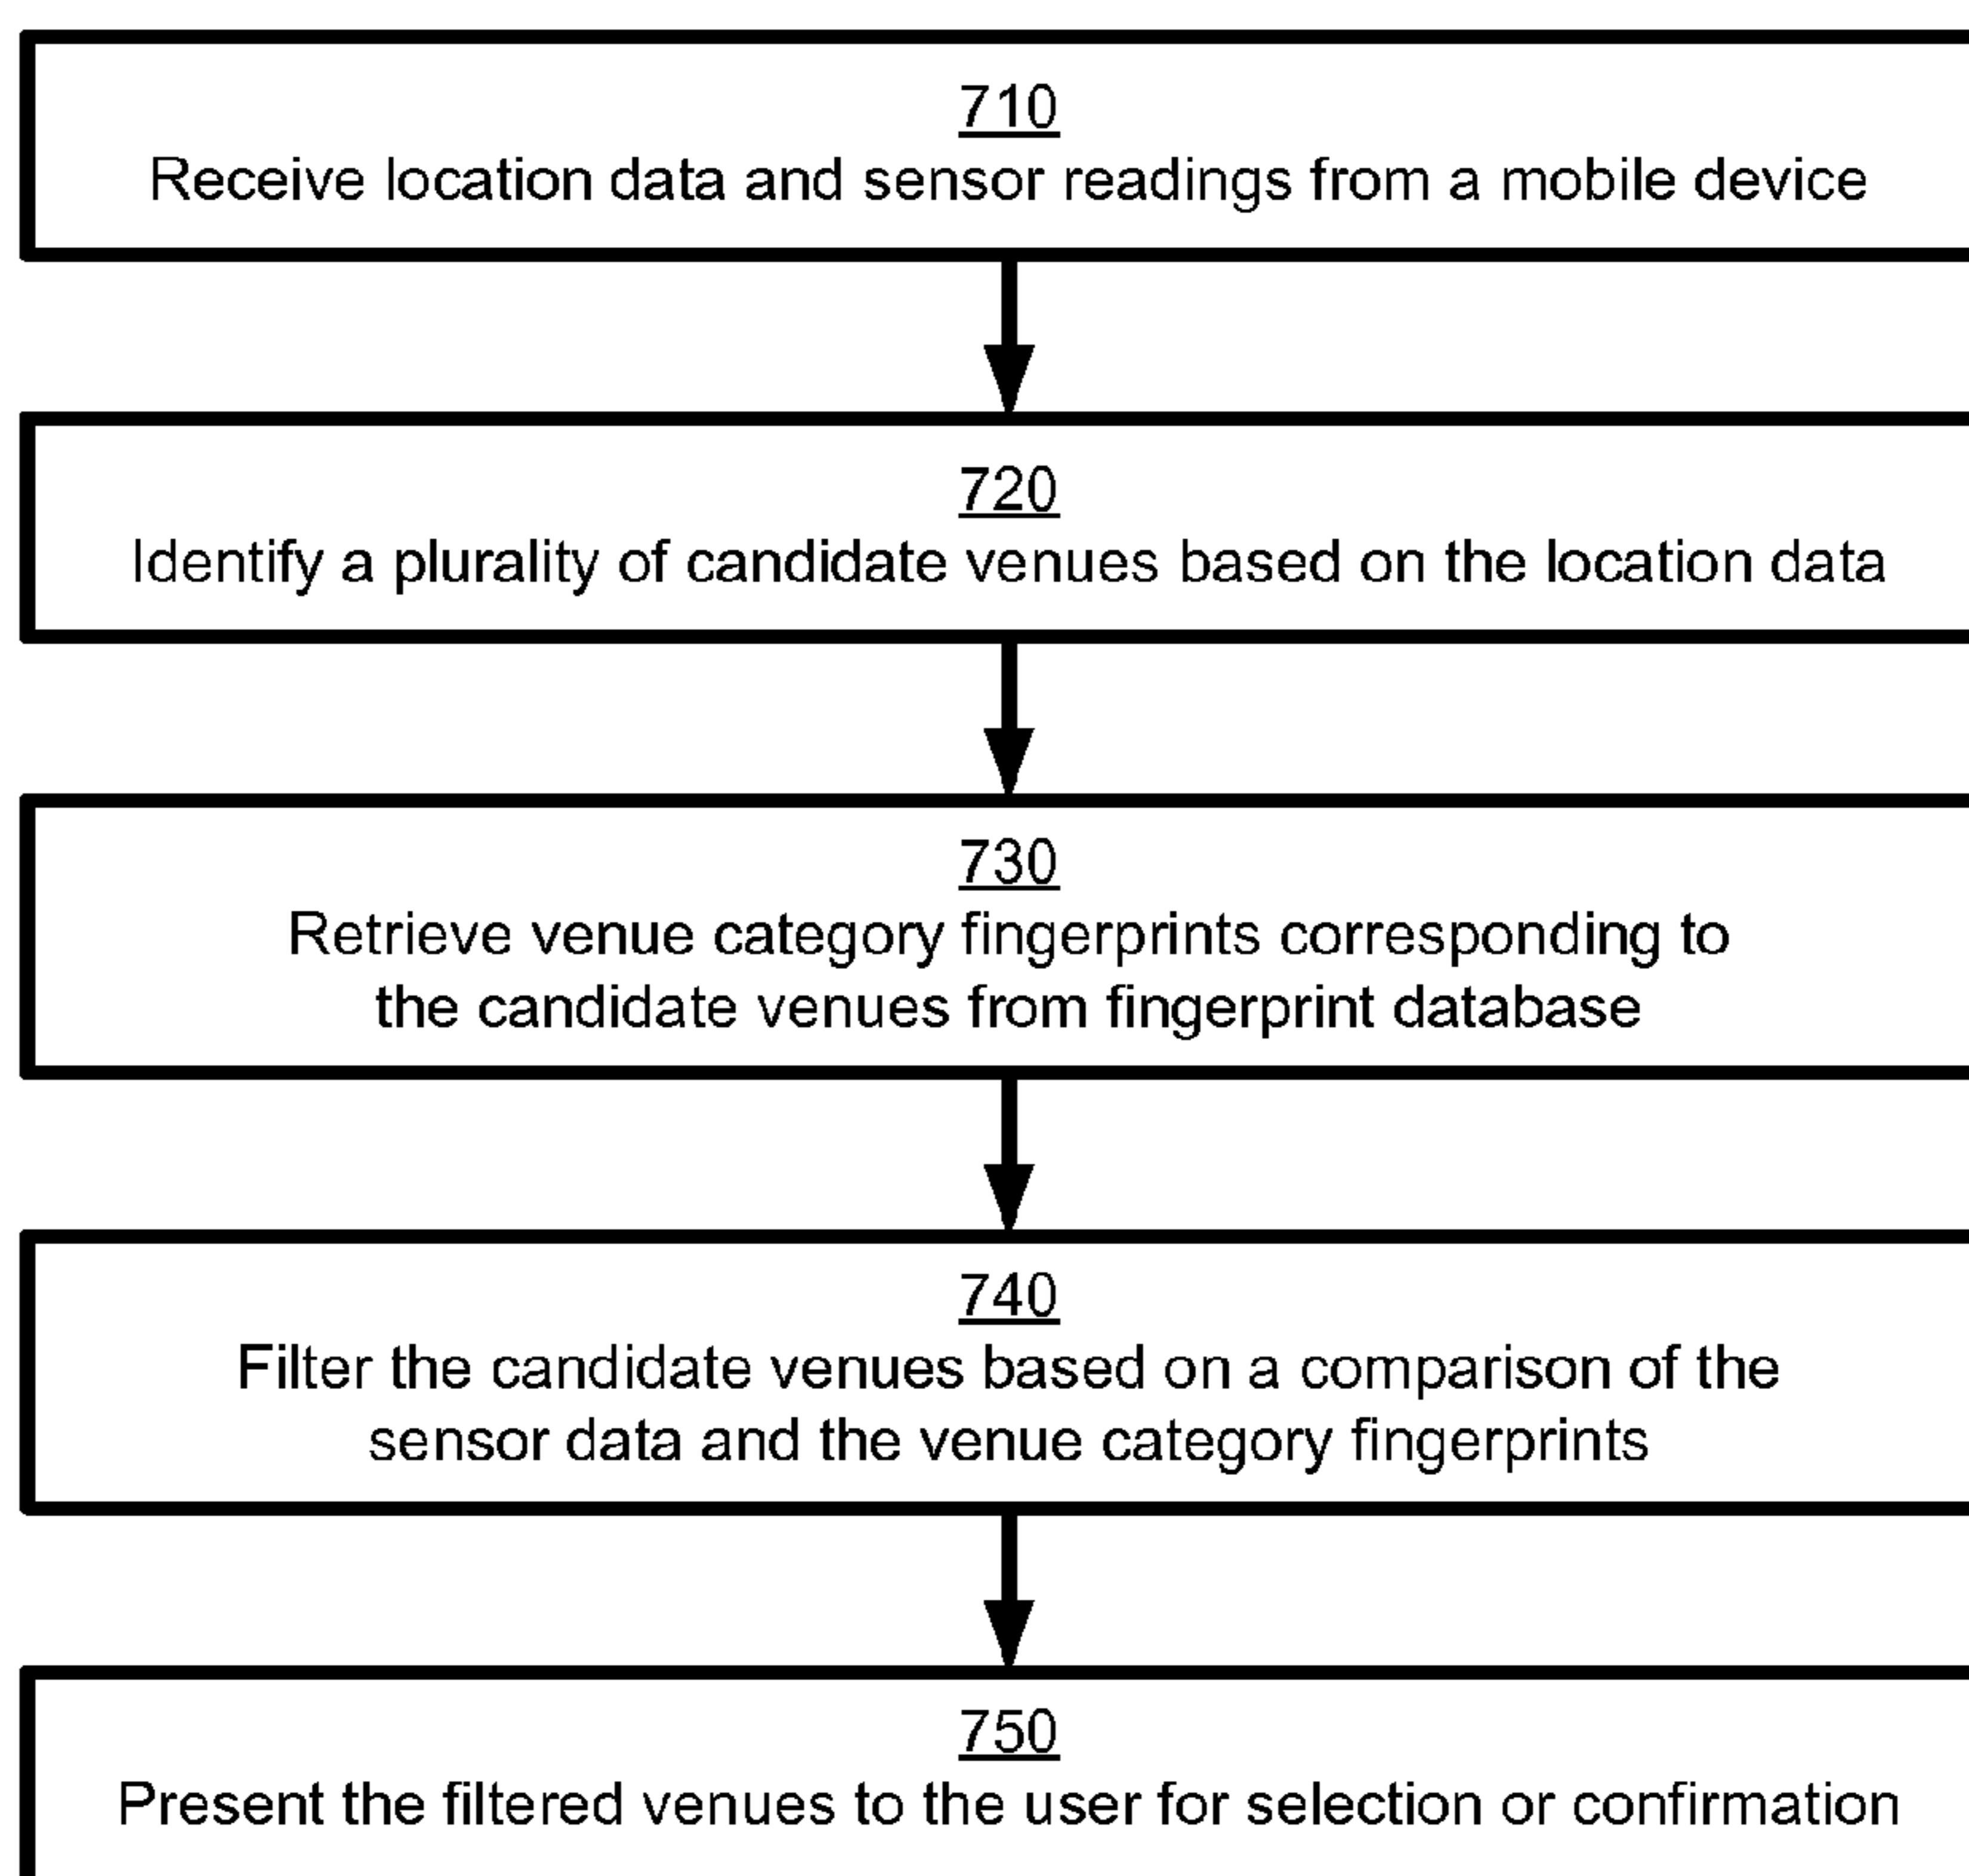 710
Receive location data and sensor readings from a mobile device
720
Identify a plurality of candidate venues based on the location data
730
Retrieve venue category fingerprints corresponding to
the candidate venues from fingerprint database
740
Filter the candidate venues based on a comparison of the
sensor data and the venue category fingerprints
750
Present the filtered venues to the user for selection or confirmation